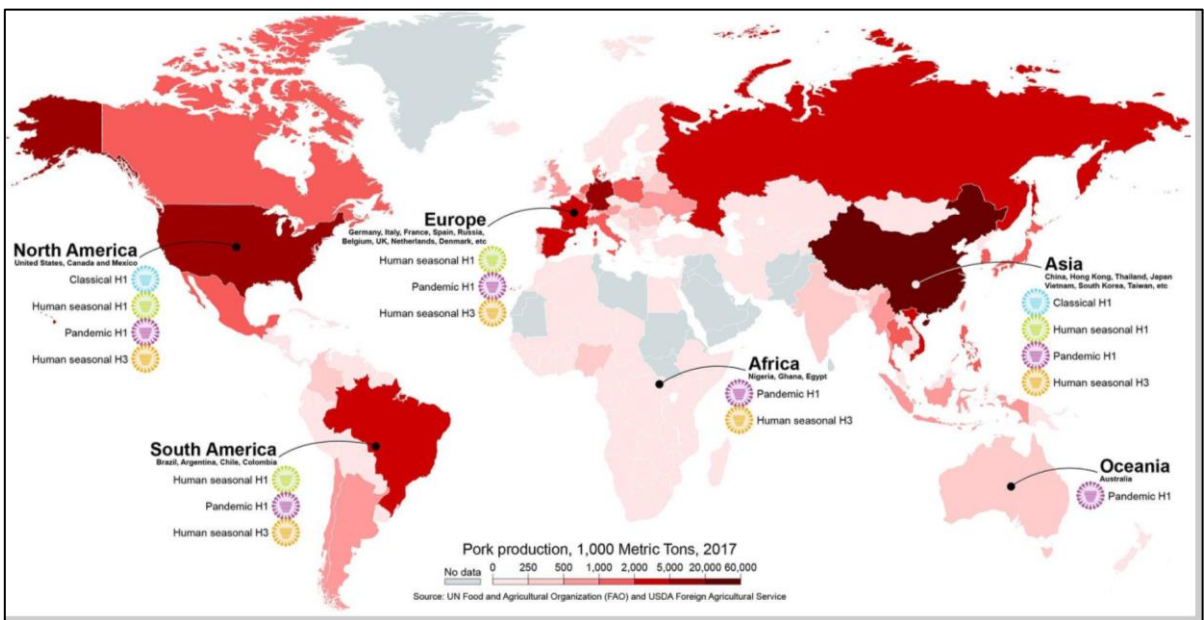 North America
United States, Canada and Mexico
Classical H1
Human seasonal H1
Pandemic H1
Human seasonal H3
Europe
Germany, Italy, France, Spain, Russia,
Belgium, UK, Netherlands, Denmark, etc
Human seasonal H1
Pandemic H1
Human seasonal H3
Asia
China, Hong Kong, Thailand, Japan
Vietnam, South Korea, Taiwan, etc
Classical H1
Human seasonal H1
Pandemic H1
Human seasonal H3
Africa
Nigeria, Ghana, Egypt
Pandemic H1
Human seasonal H3
South America
Brazil, Argentina, Chile, Colombia
Human seasonal H1
Pandemic H1
Human seasonal H3
Oceania
Australia
Pandemic H1
Pork production, 1,000 Metric Tons, 2017
No data 0 250 500 1,000 2,000 5,000 20,000 60,000
Source: UN Food and Agricultural Organization (FAO) and USDA Foreign Agricultural Service